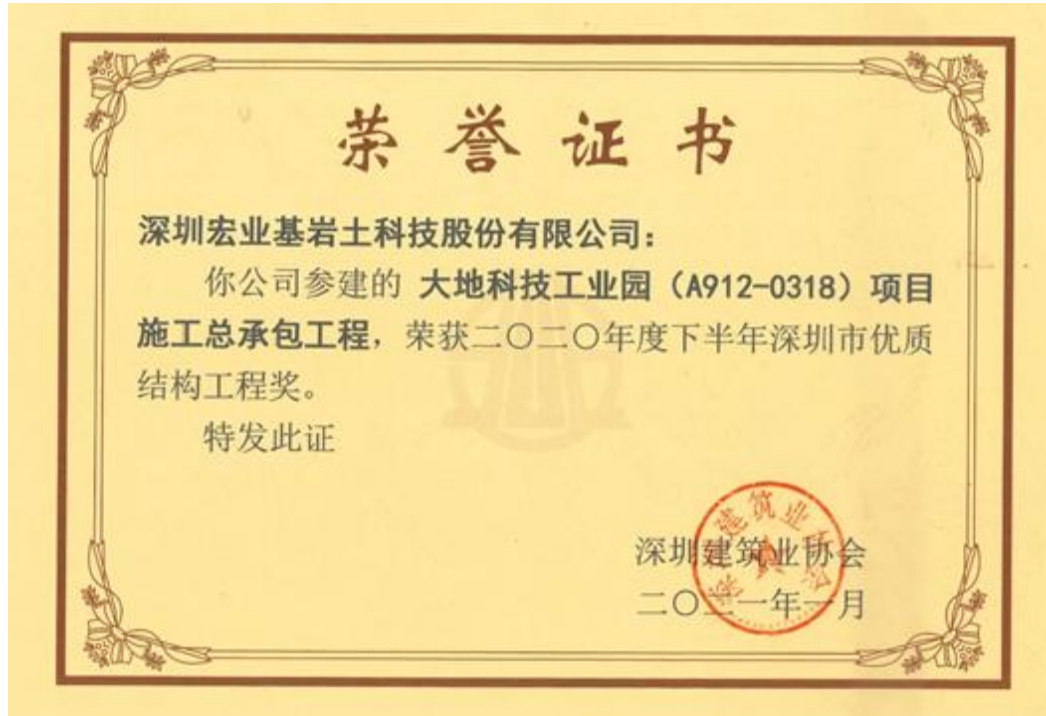 荣誉证书
深圳宏业基岩土科技股份有限公司：
你公司参建的 大地科技工业园（A912-0318）项目
施工总承包工程，荣获二〇二〇年度下半年深圳市优质
结构工程奖。
特发此证
深圳建筑业协会
二〇二一年一月